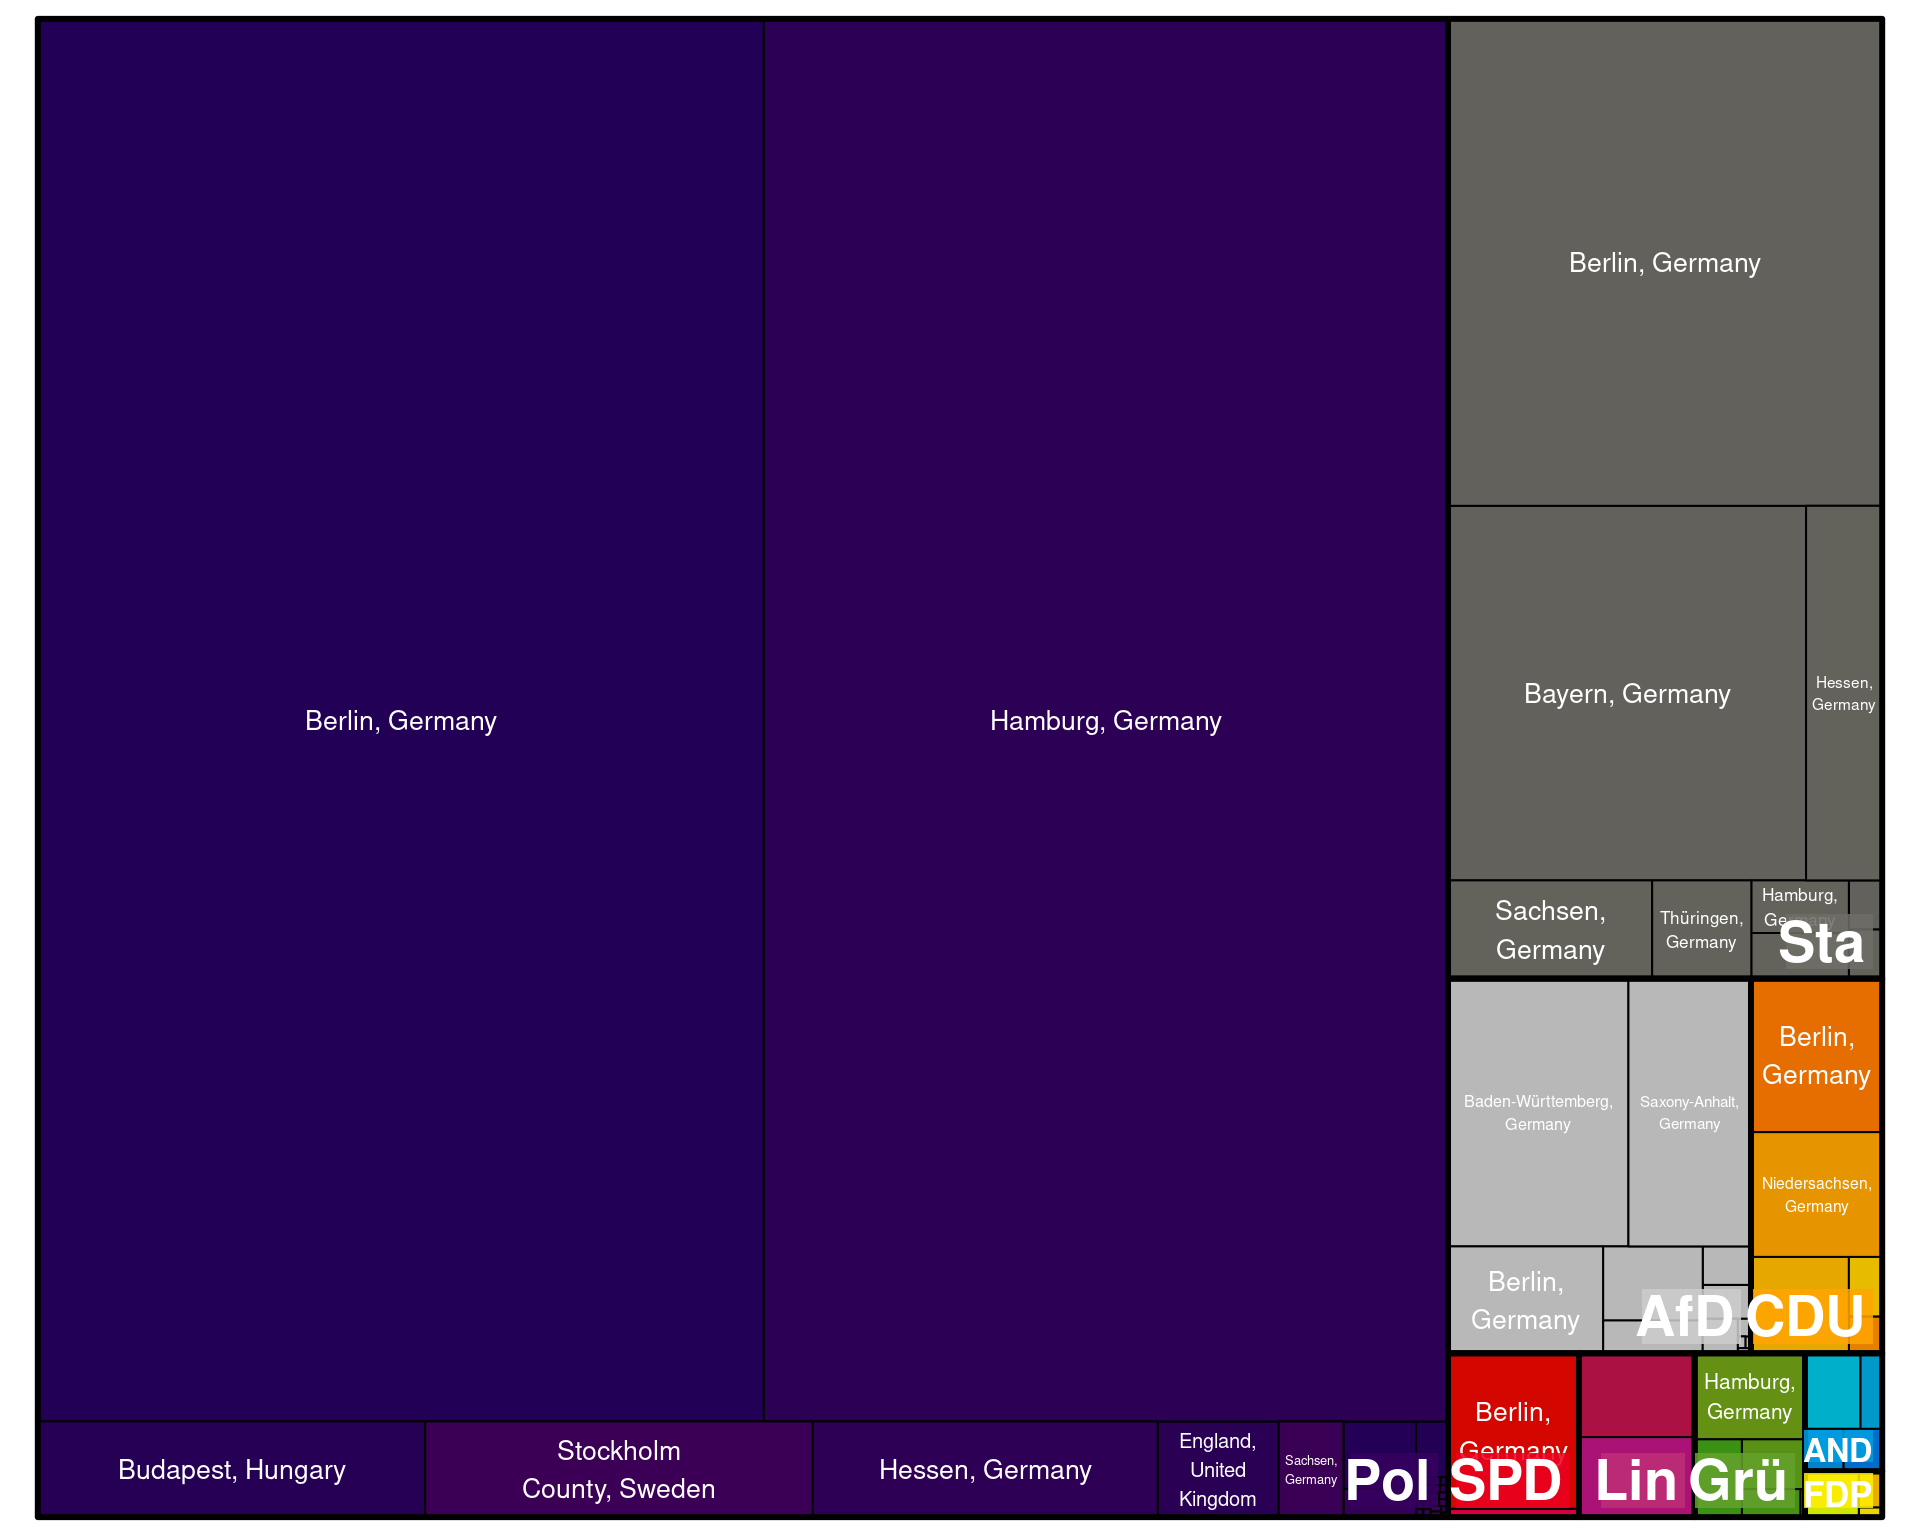 Berlin, Germany
Hamburg, Germany
Budapest, Hungary
Stockholm
County, Sweden
Hessen, Germany
England,
United
Kingdom
Sachsen,
Germany
Pol
Berlin, Germany
Bayern, Germany
Hessen,
Germany
Sachsen,
Germany
Thüringen,
Germany
Hamburg,
Germany
Sta
Baden-Württemberg,
Germany
Saxony-Anhalt,
Germany
Berlin,
Germany
AfD
Berlin,
Germany
Niedersachsen,
Germany
CDU
Berlin,
Germany
SPD
Lin
Hamburg,
Germany
Grü
AND
FDP